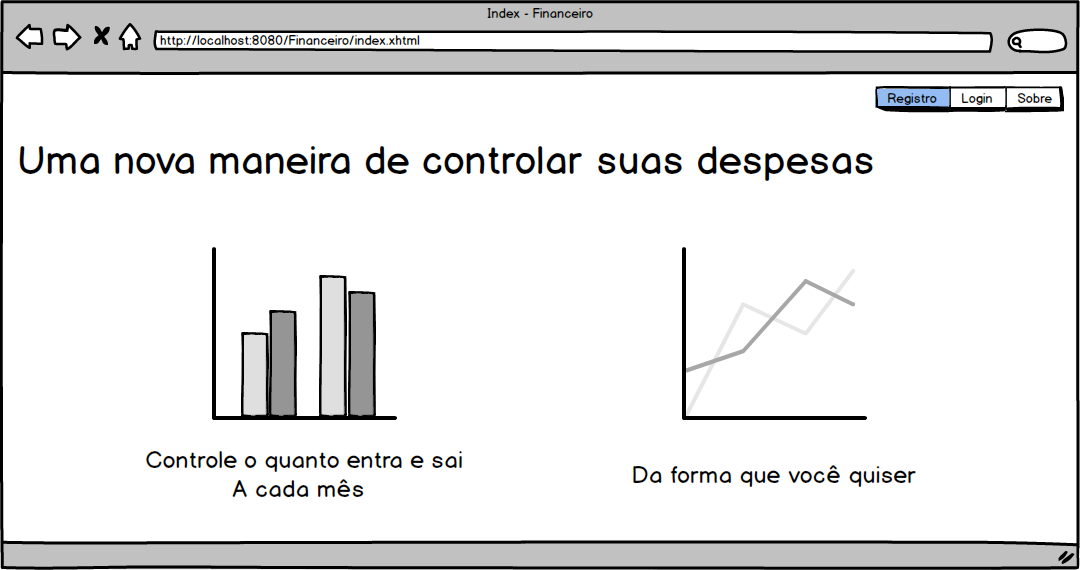 Index - Financeiro
http://localhost:8080/Financeiro/index.xhtml
Registro Login Sobre
Uma nova maneira de controlar suas despesas
Controle o quanto entra e sai
A cada mês
Da forma que você quiser